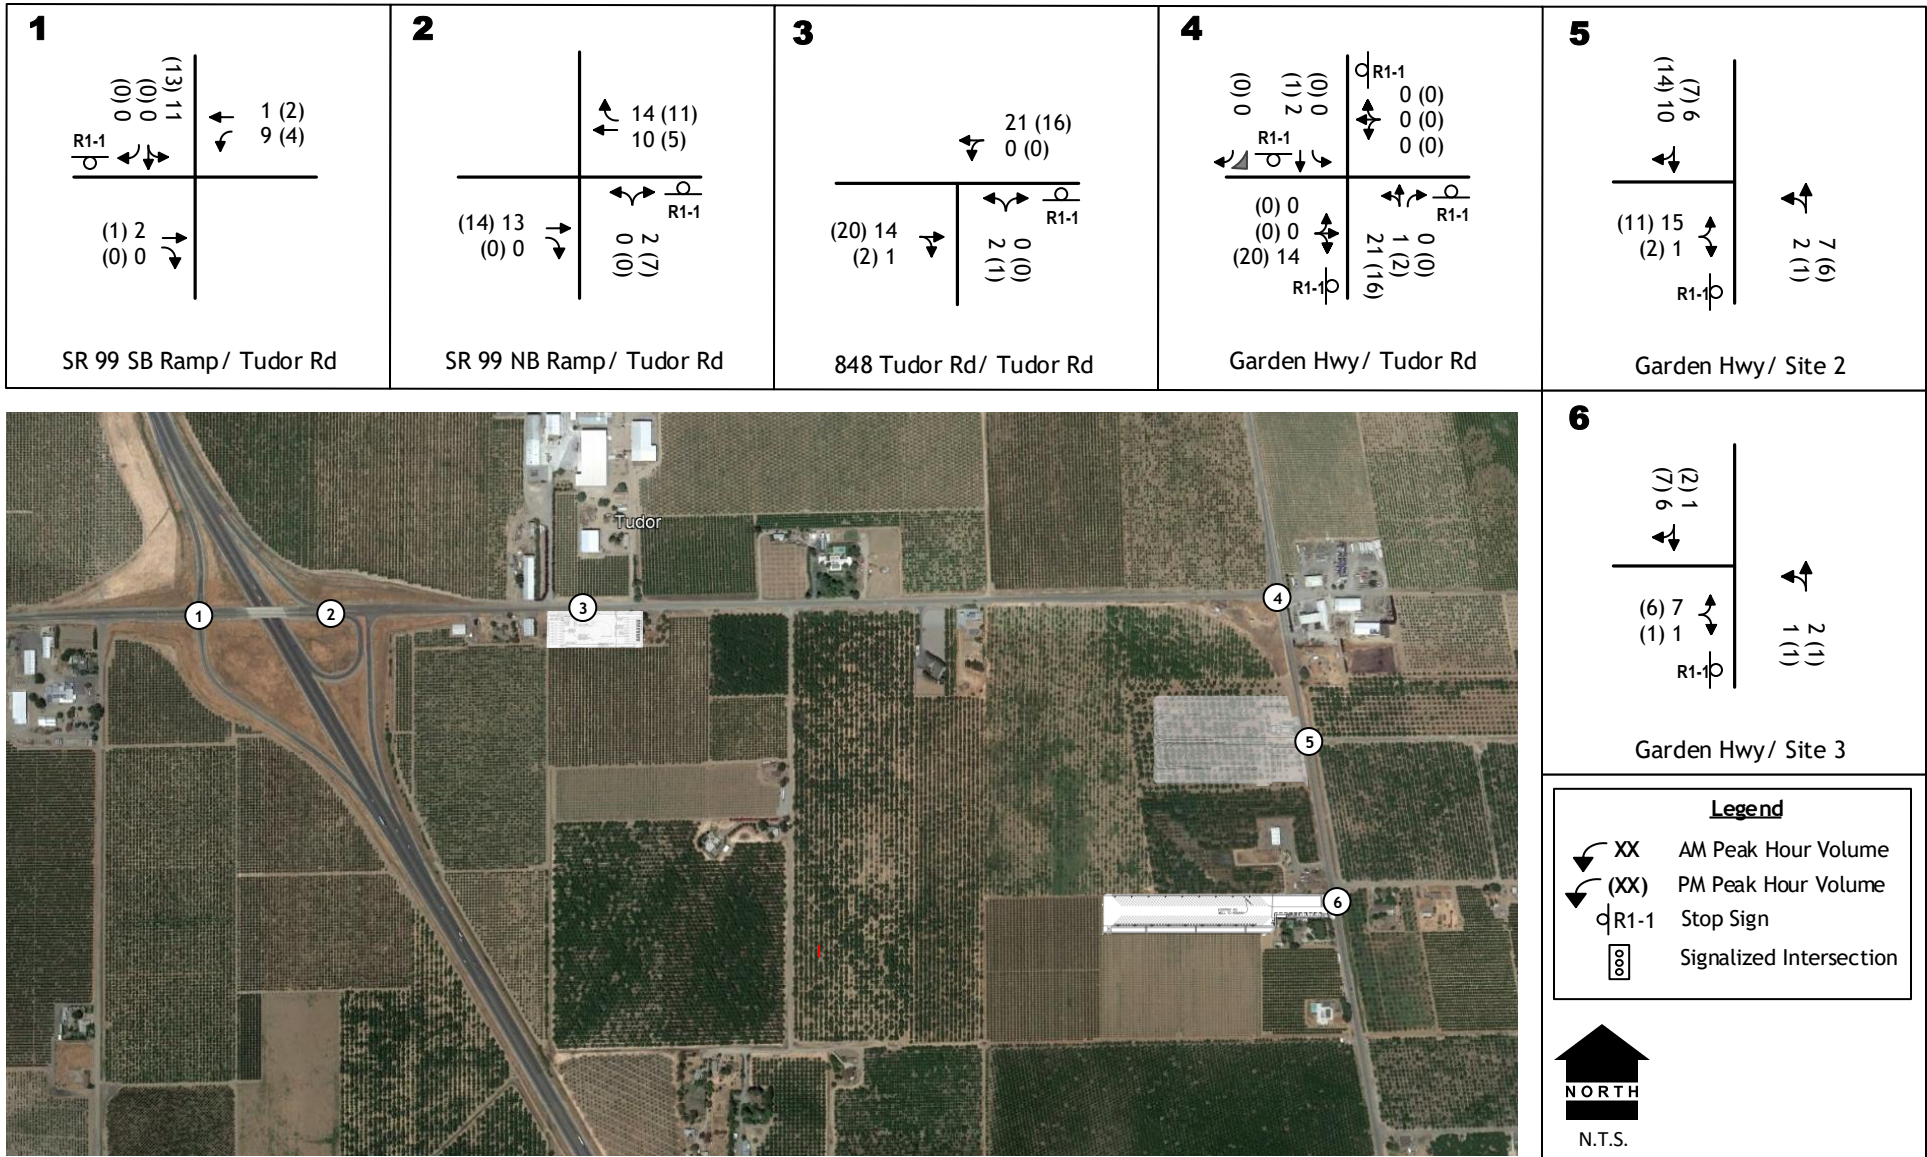 1
(0) 0
(0) 0
(13) 11
1 (2)
9 (4)
R1-1
(1) 2
(0) 0
SR 99 SB Ramp / Tudor Rd
2
14 (11)
10 (5)
(14) 13
(0) 0
R1-1
0 (0)
2 (7)
SR 99 NB Ramp / Tudor Rd
3
21 (16)
0 (0)
(20) 14
(2) 1
R1-1
2 (1)
0 (0)
848 Tudor Rd / Tudor Rd
4
(0) 0
(1) 2
(0) 0
R1-1
0 (0)
0 (0)
0 (0)
R1-1
(0) 0
(0) 0
(20) 14
R1-1
R1-1
21 (16)
1 (2)
0 (0)
Garden Hwy / Tudor Rd
5
(14) 10
(7) 6
(11) 15
(2) 1
R1-1
2 (1)
7 (6)
Garden Hwy / Site 2
6
(7) 6
(2) 1
(6) 7
(1) 1
R1-1
1 (1)
2 (1)
Garden Hwy / Site 3
Tudor
1
2
3
4
5
6
Legend
XX AM Peak Hour Volume
(XX) PM Peak Hour Volume
R1-1 Stop Sign
Signalized Intersection
NORTH
N.T.S.